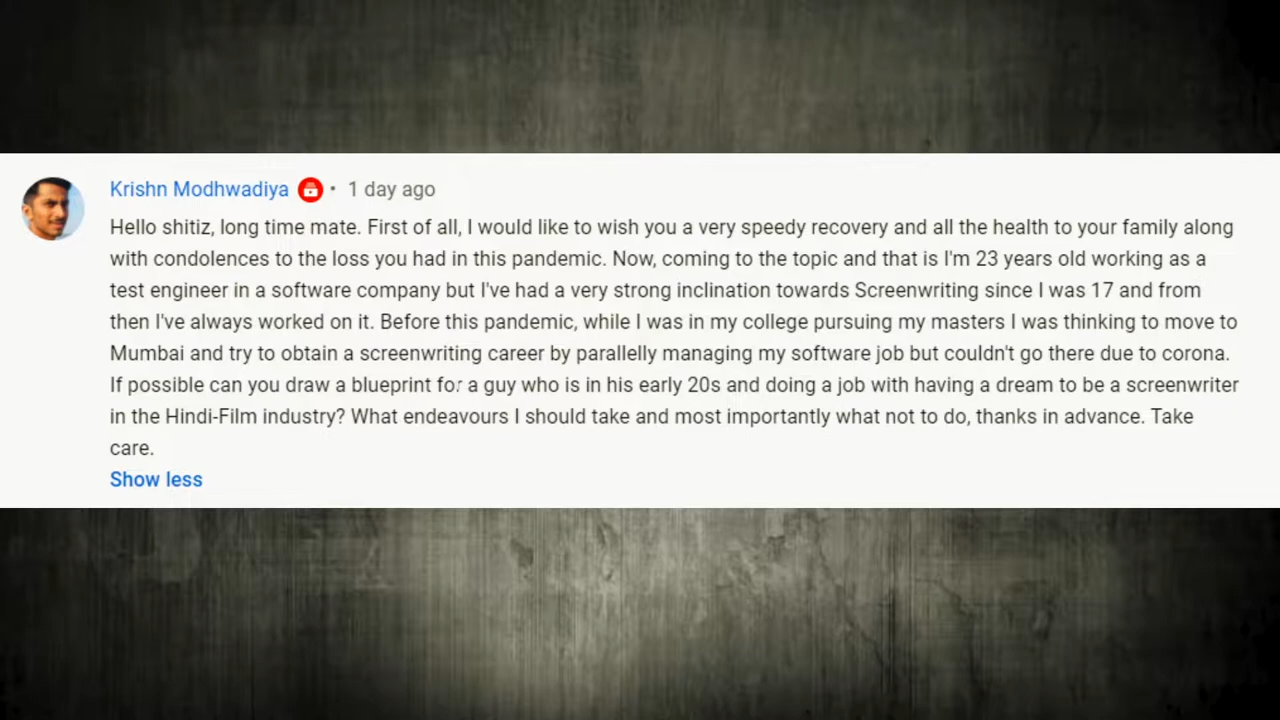 Krishn Modhwadiya • 1 day ago
Hello shitiz, long time mate. First of all, I would like to wish you a very speedy recovery and all the health to your family along
with condolences to the loss you had in this pandemic. Now, coming to the topic and that is I'm 23 years old working as a
test engineer in a software company but I've had a very strong inclination towards Screenwriting since I was 17 and from
then I've always worked on it. Before this pandemic, while I was in my college pursuing my masters I was thinking to move to
Mumbai and try to obtain a screenwriting career by parallelly managing my software job but couldn't go there due to corona.
If possible can you draw a blueprint for a guy who is in his early 20s and doing a job with having a dream to be a screenwriter
in the Hindi-Film industry? What endeavours I should take and most importantly what not to do, thanks in advance. Take
care.
Show less